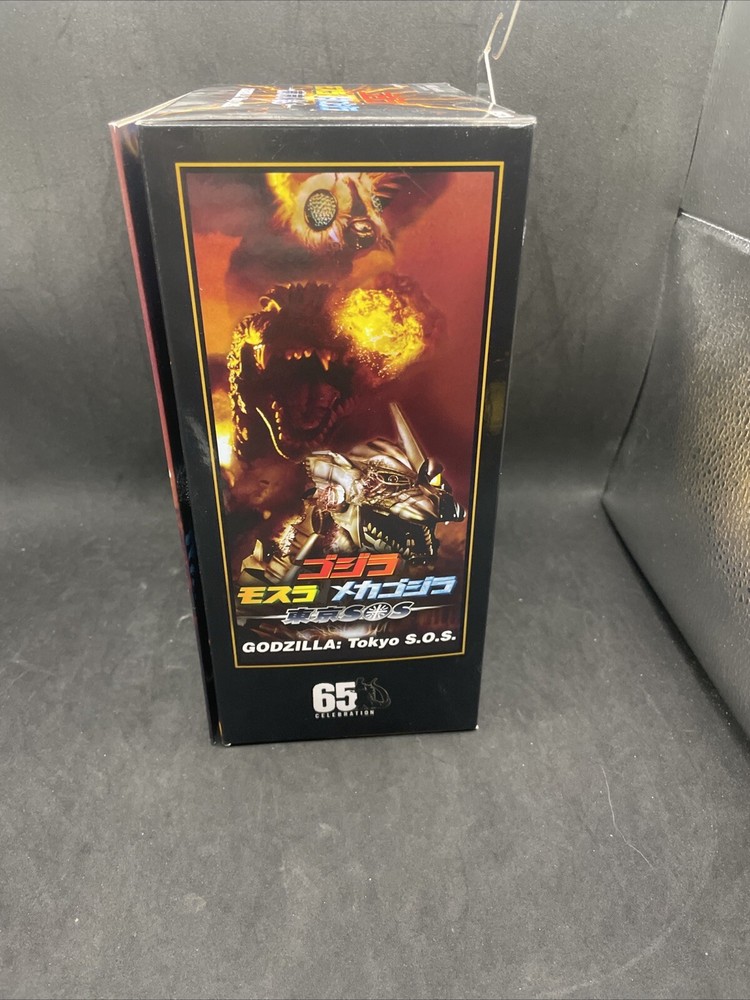 ゴジラ
モスラ メカゴジラ
東京SOS
GODZILLA: Tokyo S.O.S.
65
CELEBRATION